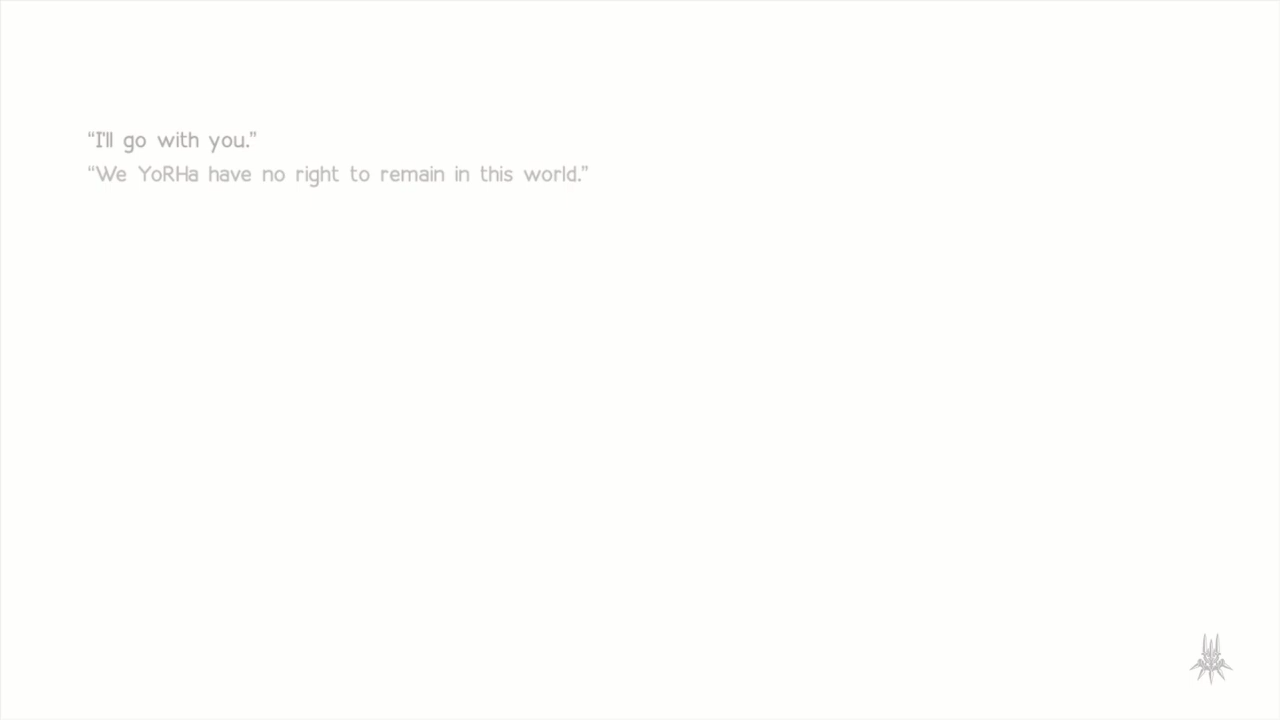 “I'll go with you.”
“We YoRHa have no right to remain in this world.”